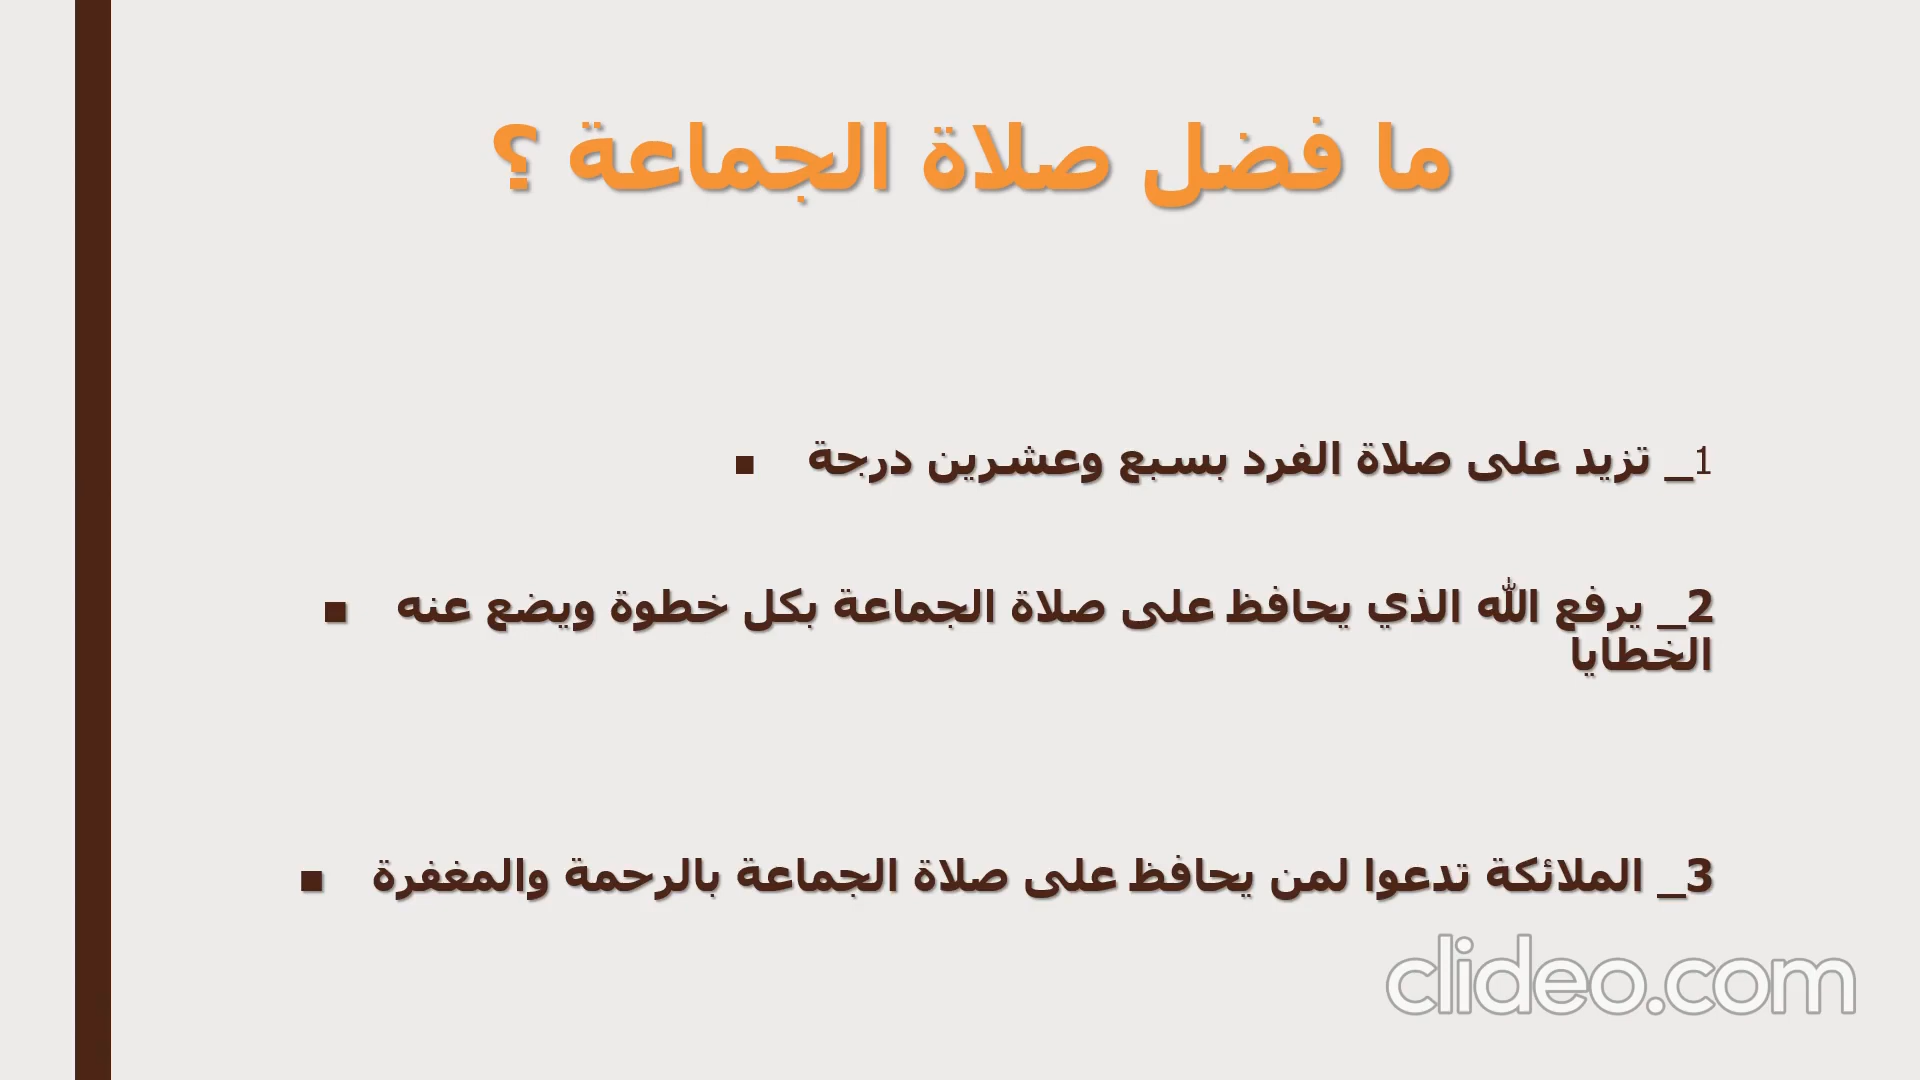 ما فضل صلاة الجماعة ؟
1_ تزيد على صلاة الفرد بسبع وعشرين درجة ■
2_ يرفع الله الذي يحافظ على صلاة الجماعة بكل خطوة ويضع عنه ■
الخطايا
3_ الملائكة تدعوا لمن يحافظ على صلاة الجماعة بالرحمة والمغفرة ■
clideo.com